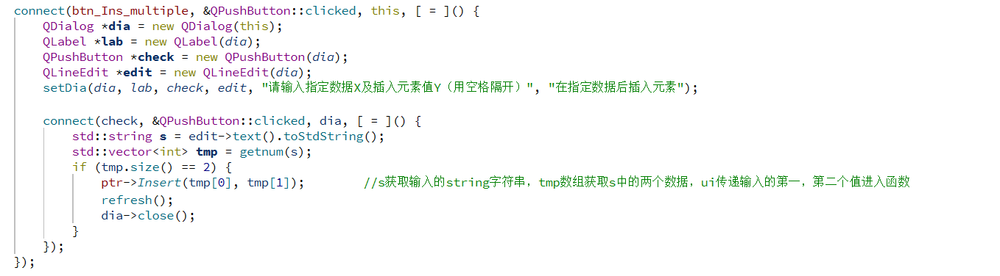 connect(btn_Ins_multiple, &QPushButton::clicked, this, [ = ]() {
QDialog *dia = new QDialog(this);
QLabel *lab = new QLabel(dia);
QPushButton *check = new QPushButton(dia);
QLineEdit *edit = new QLineEdit(dia);
setDia(dia, lab, check, edit, "请输入指定数据X及插入元素值Y（用空格隔开）", "在指定数据后插入元素");
connect(check, &QPushButton::clicked, dia, [ = ]() {
std::string s = edit->text().toStdString();
std::vector<int> tmp = getnum(s);
if (tmp.size() == 2) {
ptr->Insert(tmp[0], tmp[1]); //s获取输入的string字符串，tmp数组获取s中的两个数据，ui传递输入的第一，第二个值进入函数
refresh();
dia->close();
}
});
});